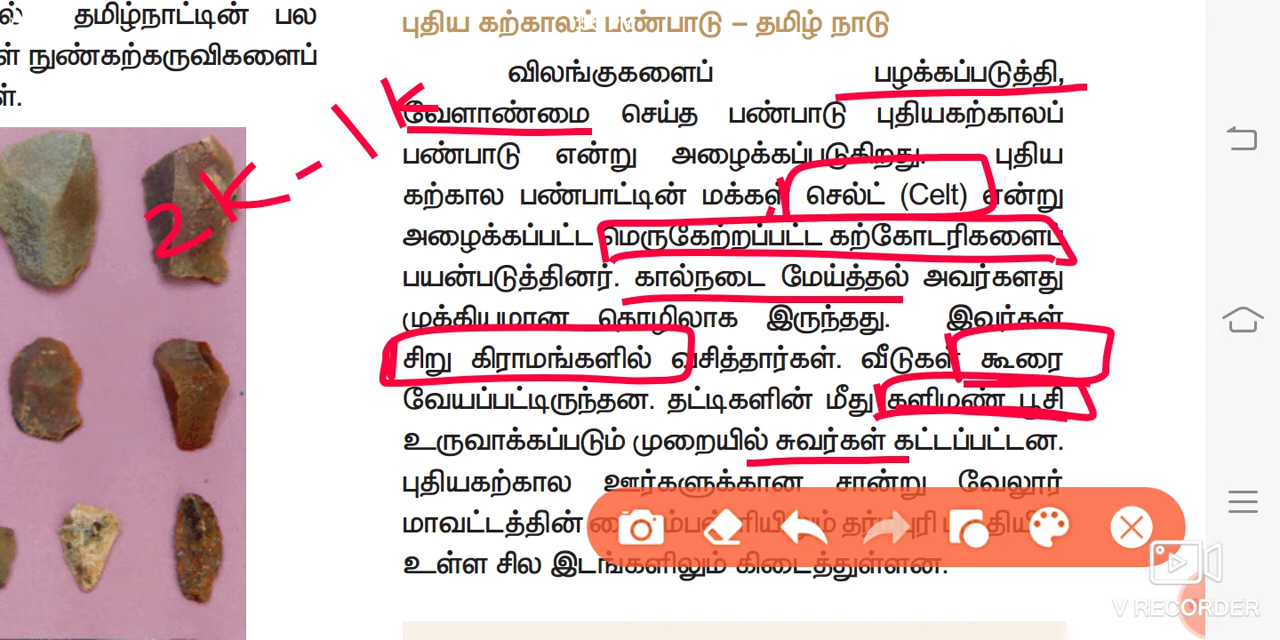 ல் தமிழ்நாட்டின் பல
ள் நுண்கற்கருவிகளைப்
ள்.
புதிய கற்காலப் பண்பாடு – தமிழ் நாடு
விலங்குகளைப் பழக்கப்படுத்தி,
வேளாண்மை செய்த பண்பாடு புதியகற்காலப்
பண்பாடு என்று அழைக்கப்படுகிறது. புதிய
கற்கால பண்பாட்டின் மக்கள் செல்ட் (Celt) என்று
அழைக்கப்பட்ட மெருகேற்றப்பட்ட கற்கோடரிகளைப்
பயன்படுத்தினர். கால்நடை மேய்த்தல் அவர்களது
முக்கியமான தொழிலாக இருந்தது. இவர்கள்
சிறு கிராமங்களில் வசித்தார்கள். வீடுகள் கூரை
வேயப்பட்டிருந்தன. தட்டிகளின் மீது களிமண் பூசி
உருவாக்கப்படும் முறையில் சுவர்கள் கட்டப்பட்டன.
புதியகற்கால ஊர்களுக்கான சான்று வேலூர்
மாவட்டத்தின் தர்மபுரி
உள்ள சில இடங்களிலும் கிடைத்துள்ளன.
2K - 1K
V RECORDER